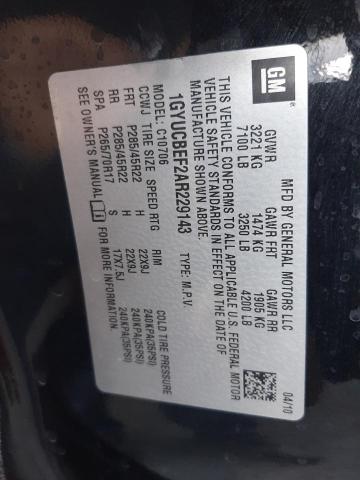 GM
MFD BY GENERAL MOTORS LLC
04/10
GVWR GAWR FRT GAWR RR
3221 KG 1474 KG 1905 KG
7100 LB 3250 LB 4200 LB
THIS VEHICLE CONFORMS TO ALL APPLICABLE U.S. FEDERAL MOTOR
VEHICLE SAFETY STANDARDS IN EFFECT ON THE DATE OF
MANUFACTURE SHOWN ABOVE.
1GYUCBEF2AR229143 TYPE: M.P.V.
MODEL: C10706
CCWJ TIRE SIZE SPEED RTG RIM COLD TIRE PRESSURE
FRT P285/45R22 H 22X9J 240KPA(35PSI)
RR P285/45R22 H 22X9J 240KPA(35PSI)
SPA P265/70R17 S 17X7.5J 240KPA(35PSI)
SEE OWNER'S MANUAL FOR MORE INFORMATION.